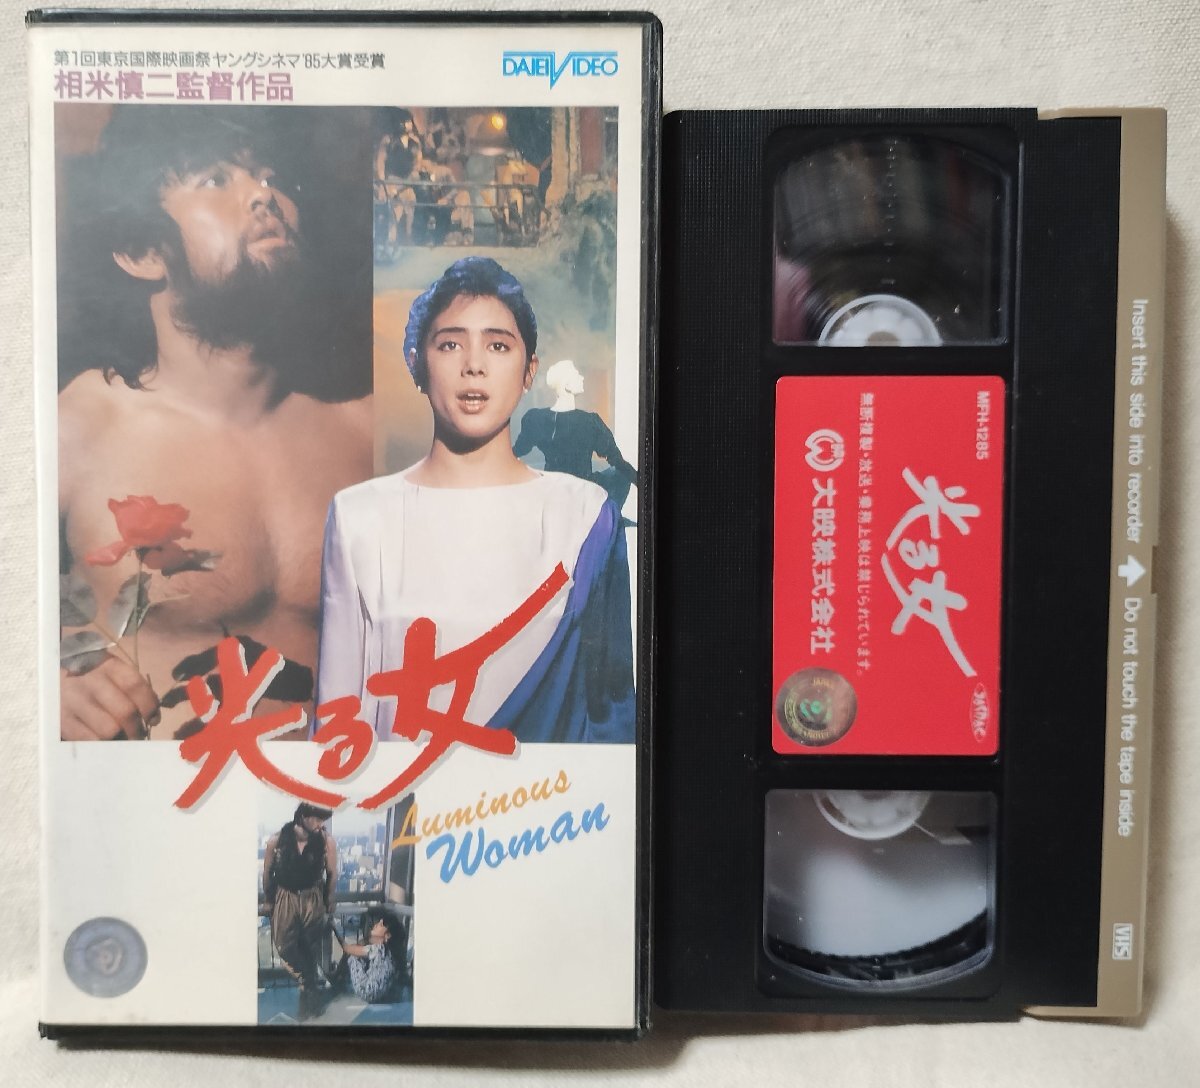 第1回東京国際映画祭ヤングシネマ'85大賞受賞
相米慎二監督作品
DAIEI VIDEO
光る女
Luminous
Woman
MFH-1285
光る女
無断複製・放送・業務上映は禁じられています。
大映株式会社
JAPAN
Insert this side into recorder
Do not touch the tape inside
VHS